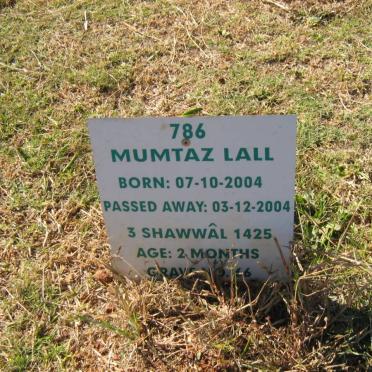 786
MUMTAZ LALL
BORN: 07-10-2004
PASSED AWAY: 03-12-2004
3 SHAWWÂL 1425
AGE: 2 MONTHS